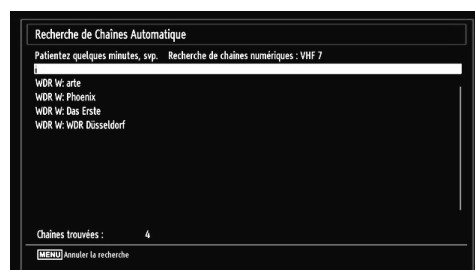 Recherche de Chaînes Automatique
Patientez quelques minutes, svp. Recherche de chaînes numériques : VHF 7
WDR W: arte
WDR W: Phoenix
WDR W: Das Erste
WDR W: WDR Düsseldorf
Chaines trouvées : 4
MENU Annuler la recherche